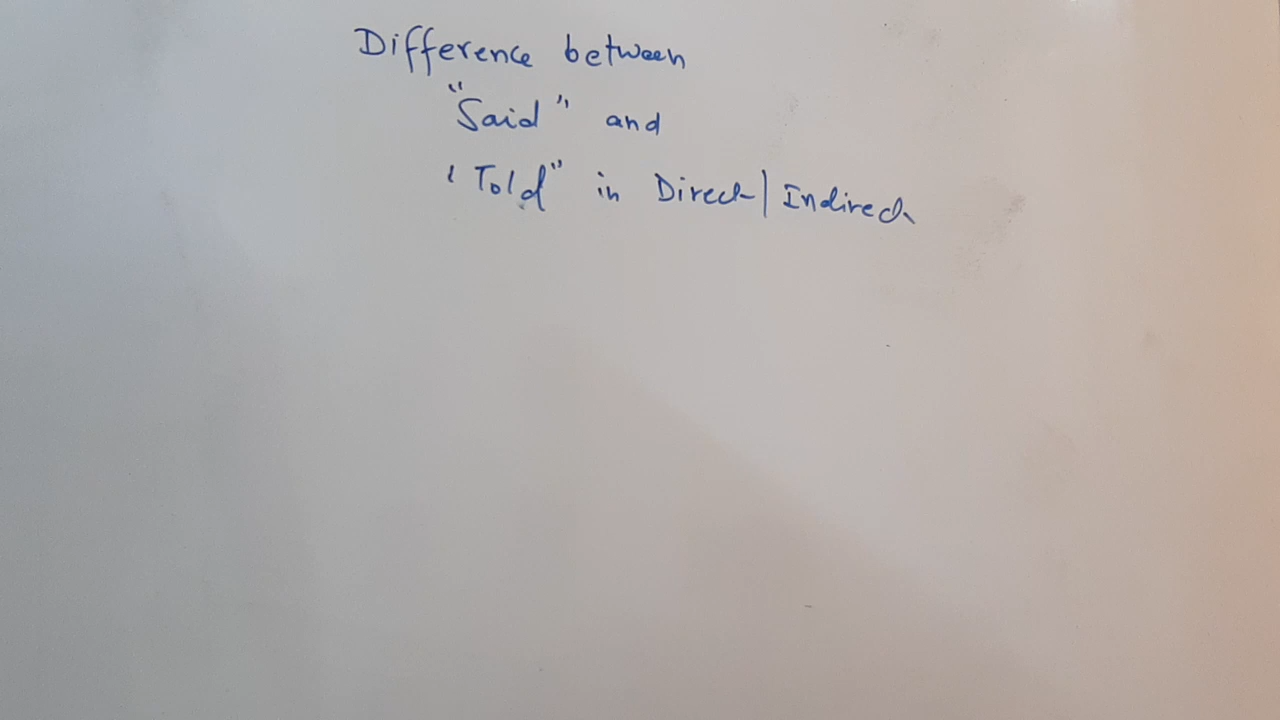 Difference between
"Said" and
'Told" in Direct/Indirect